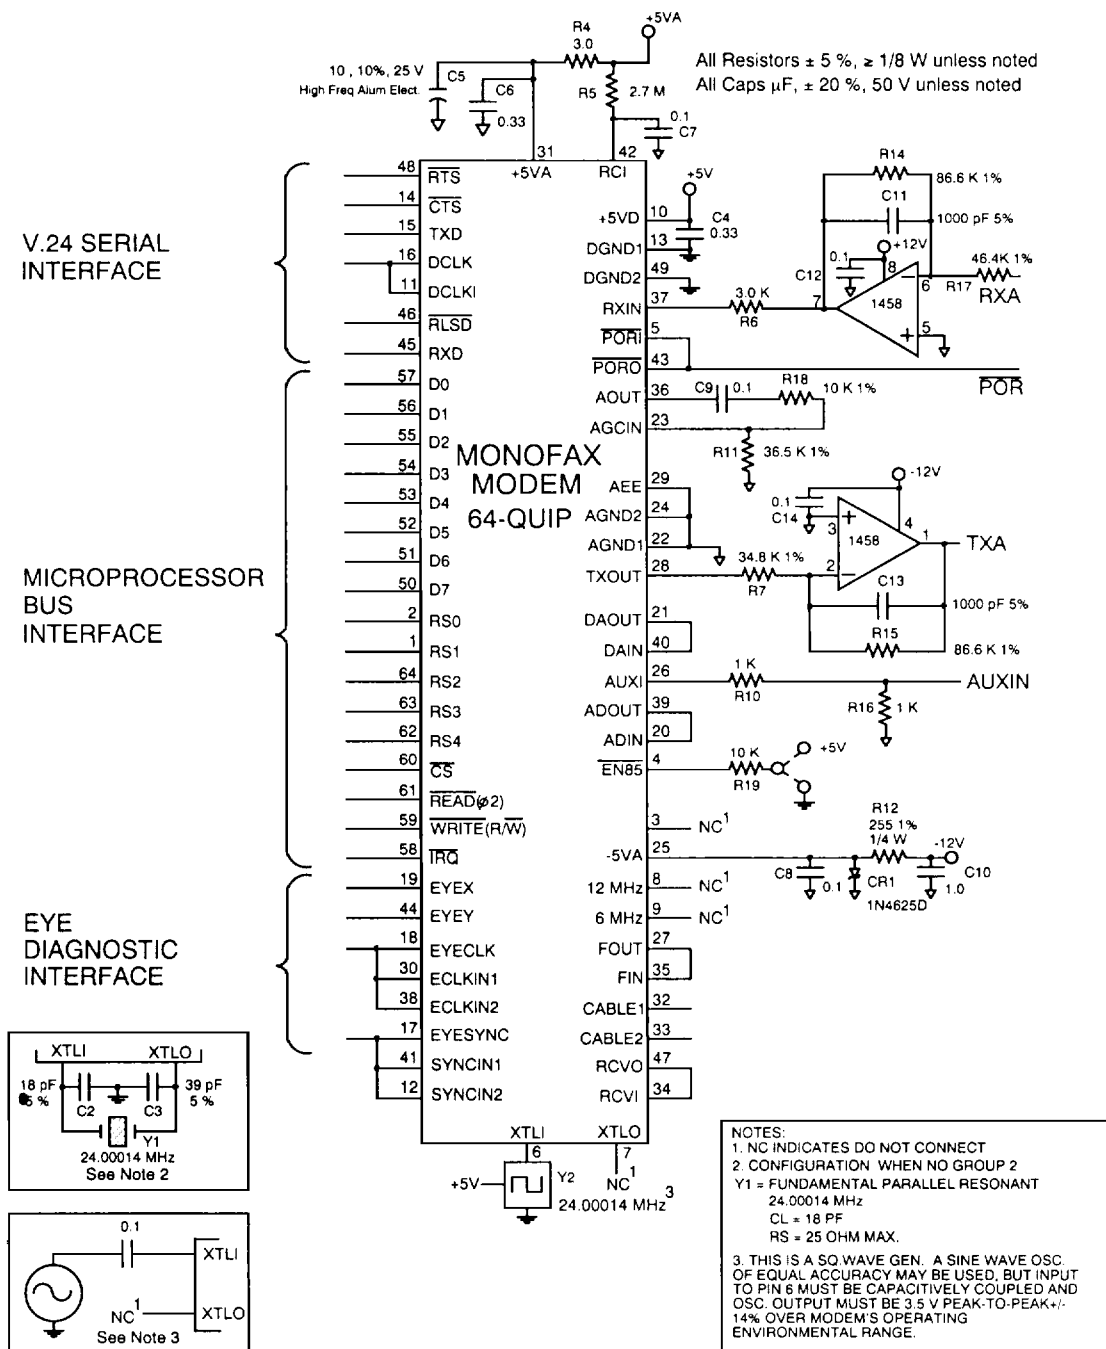 R4
3.0
+5VA
All Resistors ± 5 %, ≥ 1/8 W unless noted
All Caps µF, ± 20 %, 50 V unless noted
10 , 10%, 25 V
High Freq Alum Elect.
C5
C6
0.33
R5
2.7 M
0.1
C7
31
+5VA
42
RCI
V.24 SERIAL
INTERFACE
48 RTS
14 CTS
15 TXD
16 DCLK
11 DCLKI
46 RLSD
45 RXD
MICROPROCESSOR
BUS
INTERFACE
57 D0
56 D1
55 D2
54 D3
53 D4
52 D5
51 D6
50 D7
2 RS0
1 RS1
64 RS2
63 RS3
62 RS4
60 CS
61 READ(ø2)
59 WRITE(R/W)
58 IRQ
EYE
DIAGNOSTIC
INTERFACE
19 EYEX
44 EYEY
18 EYECLK
30 ECLKIN1
38 ECLKIN2
17 EYESYNC
41 SYNCIN1
12 SYNCIN2
MONOFAX
MODEM
64-QUIP
+5V
+5VD 10
C4
0.33
DGND1 13
DGND2 49
RXIN 37
3.0 K
R6
R14
86.6 K 1%
C11
1000 pF 5%
+12V
0.1
C12
8
7
1458
6
5
46.4K 1%
R17
RXA
PORI 5
PORO 43
POR
AOUT 36
C9
0.1
R18
10 K 1%
AGCIN 23
R11
36.5 K 1%
AEE 29
AGND2 24
AGND1 22
TXOUT 28
34.8 K 1%
R7
-12V
0.1
C14
3
1458
4
1
TXA
2
C13
1000 pF 5%
R15
86.6 K 1%
DAOUT 21
DAIN 40
AUXI 26
1 K
R10
AUXIN
R16
1 K
ADOUT 39
ADIN 20
EN85 4
10 K
R19
+5V
3 NC1
-5VA 25
C8
0.1
CR1
1N4625D
R12
255 1%
1/4 W
-12V
C10
1.0
12 MHz 8 NC1
6 MHz 9 NC1
FOUT 27
FIN 35
CABLE1 32
CABLE2 33
RCVO 47
RCVI 34
XTLI
6
XTLO
7
+5V
Y2
NC1
24.00014 MHz3
XTLI XTLO
18 pF
5 %
C2
C3
39 pF
5 %
Y1
24.00014 MHz
See Note 2
0.1
XTLI
NC1
XTLO
See Note 3
NOTES:
1. NC INDICATES DO NOT CONNECT
2. CONFIGURATION WHEN NO GROUP 2
Y1 = FUNDAMENTAL PARALLEL RESONANT
24.00014 MHz
CL = 18 PF
RS = 25 OHM MAX.
3. THIS IS A SQ.WAVE GEN. A SINE WAVE OSC.
OF EQUAL ACCURACY MAY BE USED, BUT INPUT
TO PIN 6 MUST BE CAPACITIVELY COUPLED AND
OSC. OUTPUT MUST BE 3.5 V PEAK-TO-PEAK+/-
14% OVER MODEM'S OPERATING
ENVIRONMENTAL RANGE.